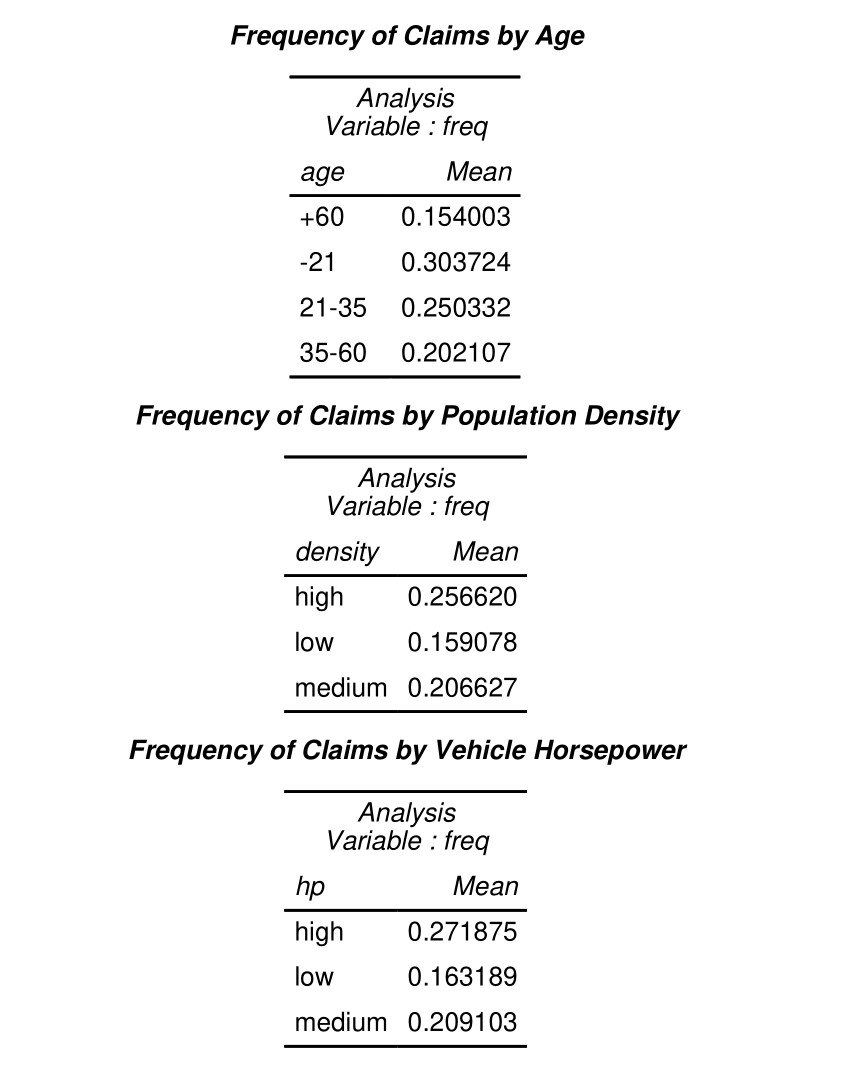 Frequency of Claims by Age
Analysis
Variable : freq
age Mean
+60 0.154003
-21 0.303724
21-35 0.250332
35-60 0.202107
Frequency of Claims by Population Density
Analysis
Variable : freq
density Mean
high 0.256620
low 0.159078
medium 0.206627
Frequency of Claims by Vehicle Horsepower
Analysis
Variable : freq
hp Mean
high 0.271875
low 0.163189
medium 0.209103